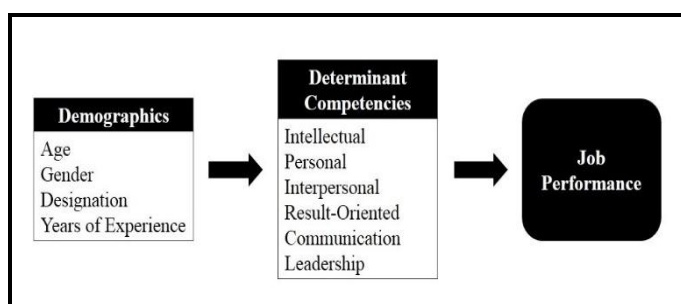 Demographics
Age
Gender
Designation
Years of Experience
Determinant
Competencies
Intellectual
Personal
Interpersonal
Result-Oriented
Communication
Leadership
Job
Performance